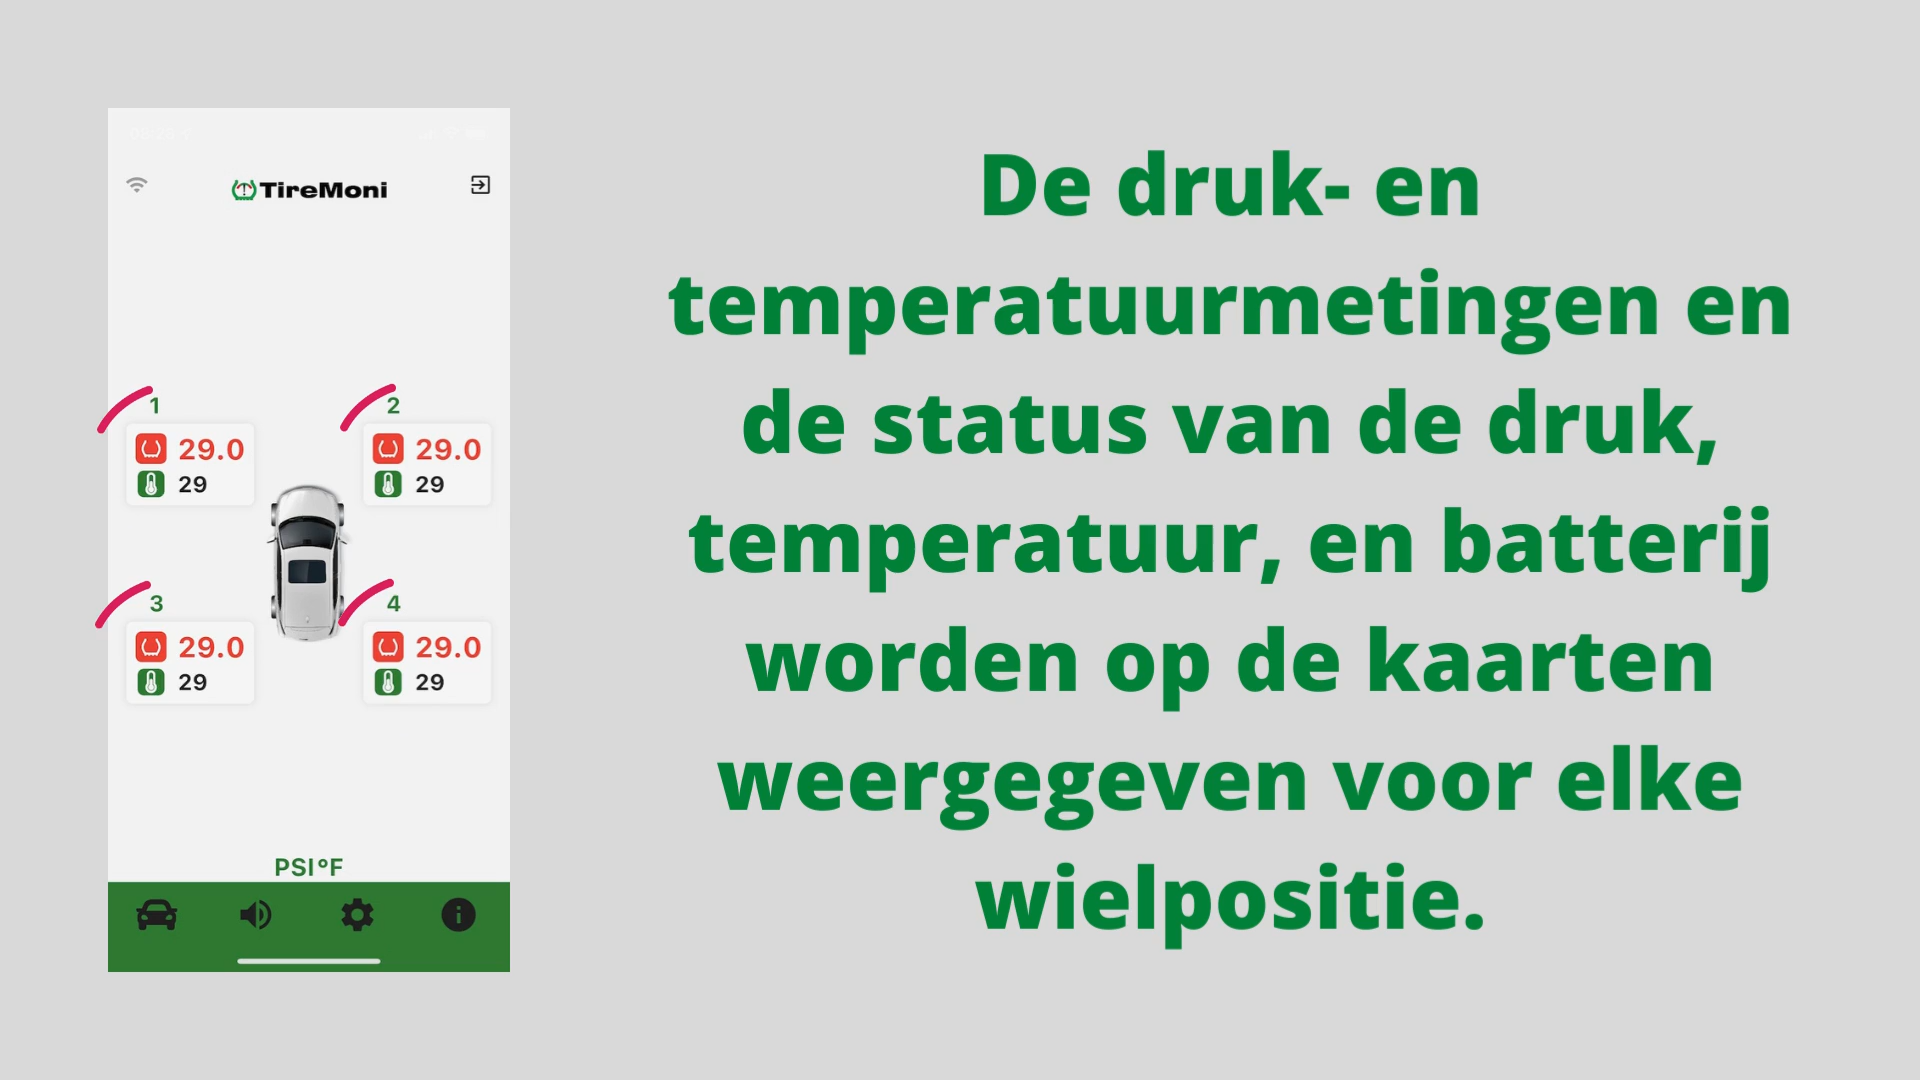 TireMoni
1
2
29.0
29.0
29
29
3
4
29.0
29.0
29
29
PSI°F
De druk- en
temperatuurmetingen en
de status van de druk,
temperatuur, en batterij
worden op de kaarten
weergegeven voor elke
wielpositie.